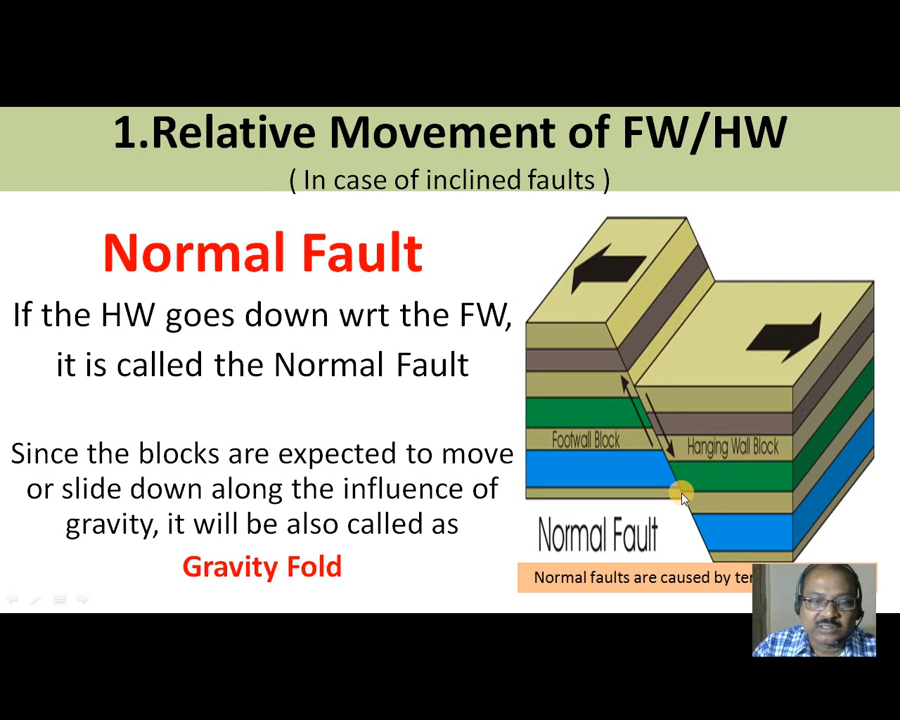 1.Relative Movement of FW/HW
( In case of inclined faults )
Normal Fault
If the HW goes down wrt the FW,
it is called the Normal Fault
Since the blocks are expected to move
or slide down along the influence of
gravity, it will be also called as
Gravity Fold
Footwall Block
Hanging Wall Block
Normal Fault
Normal faults are caused by